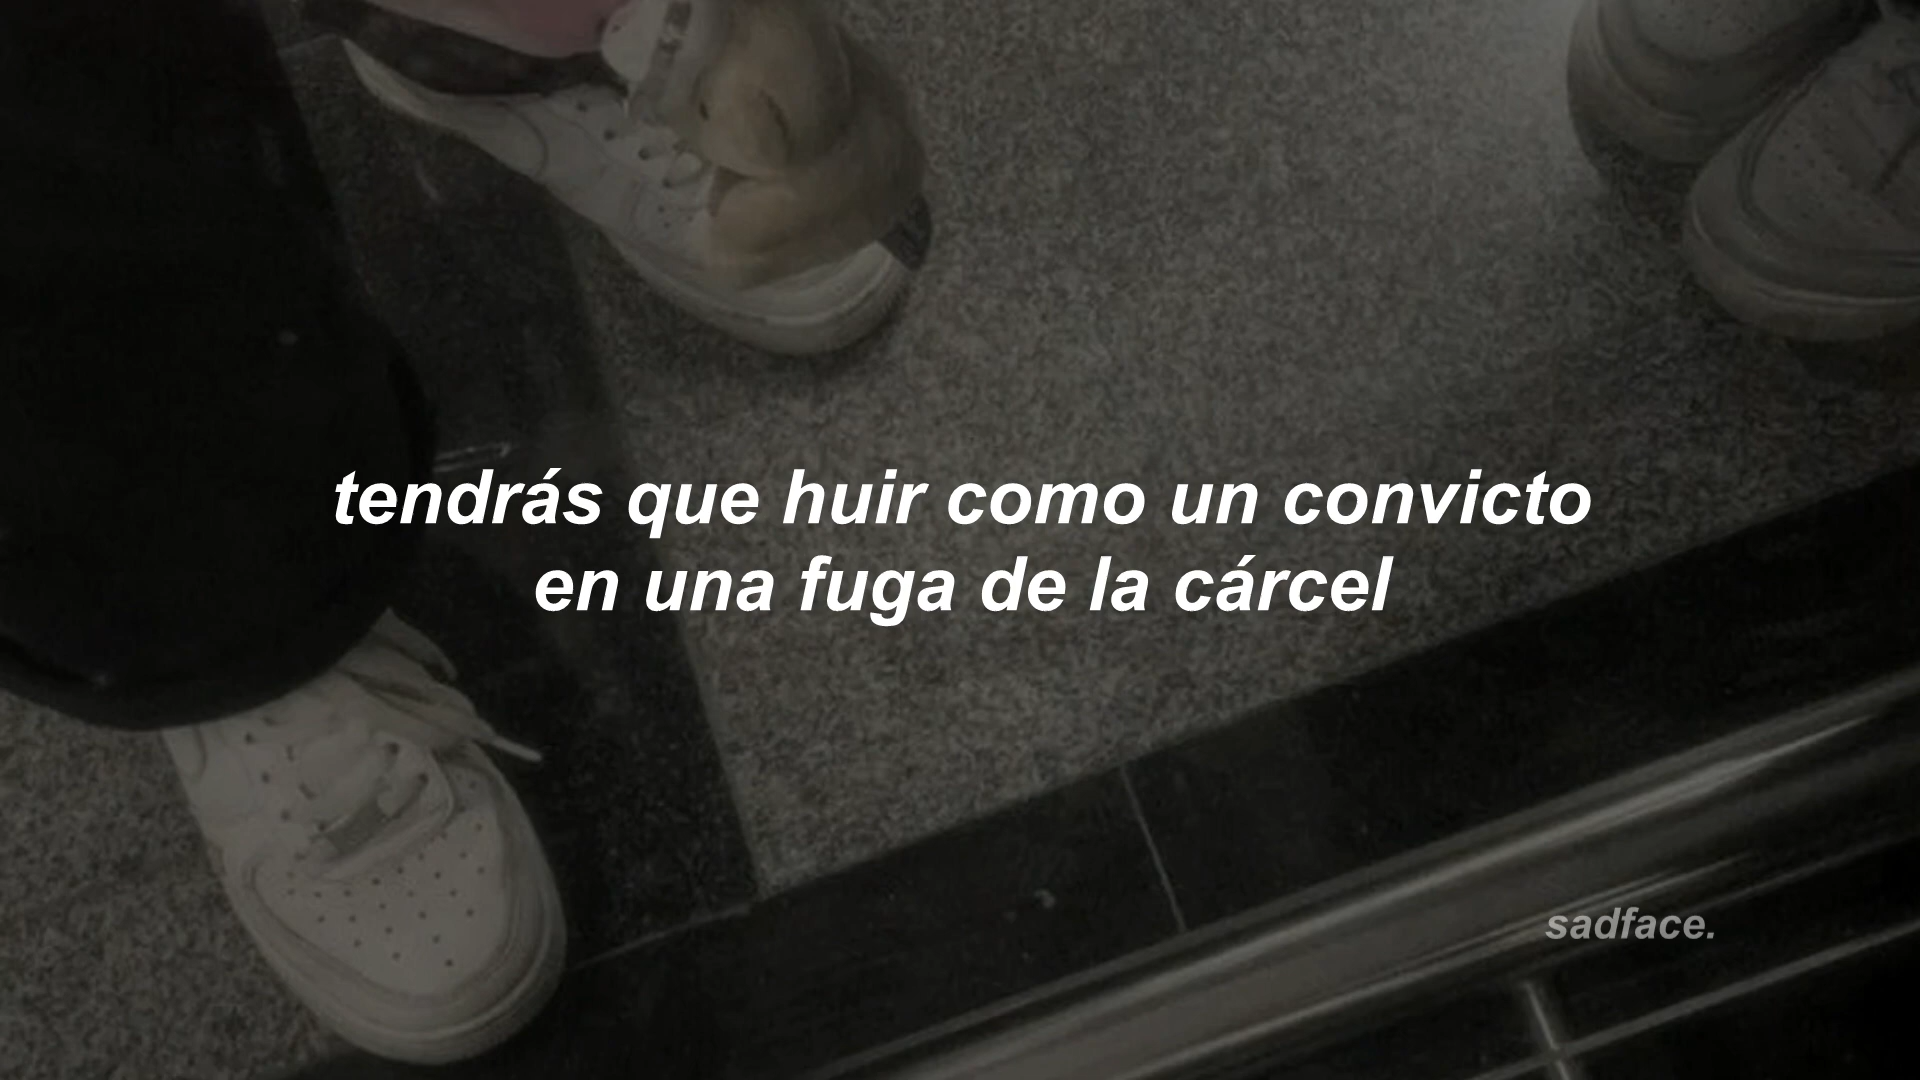 tendrás que huir como un convicto
en una fuga de la cárcel
sadface.